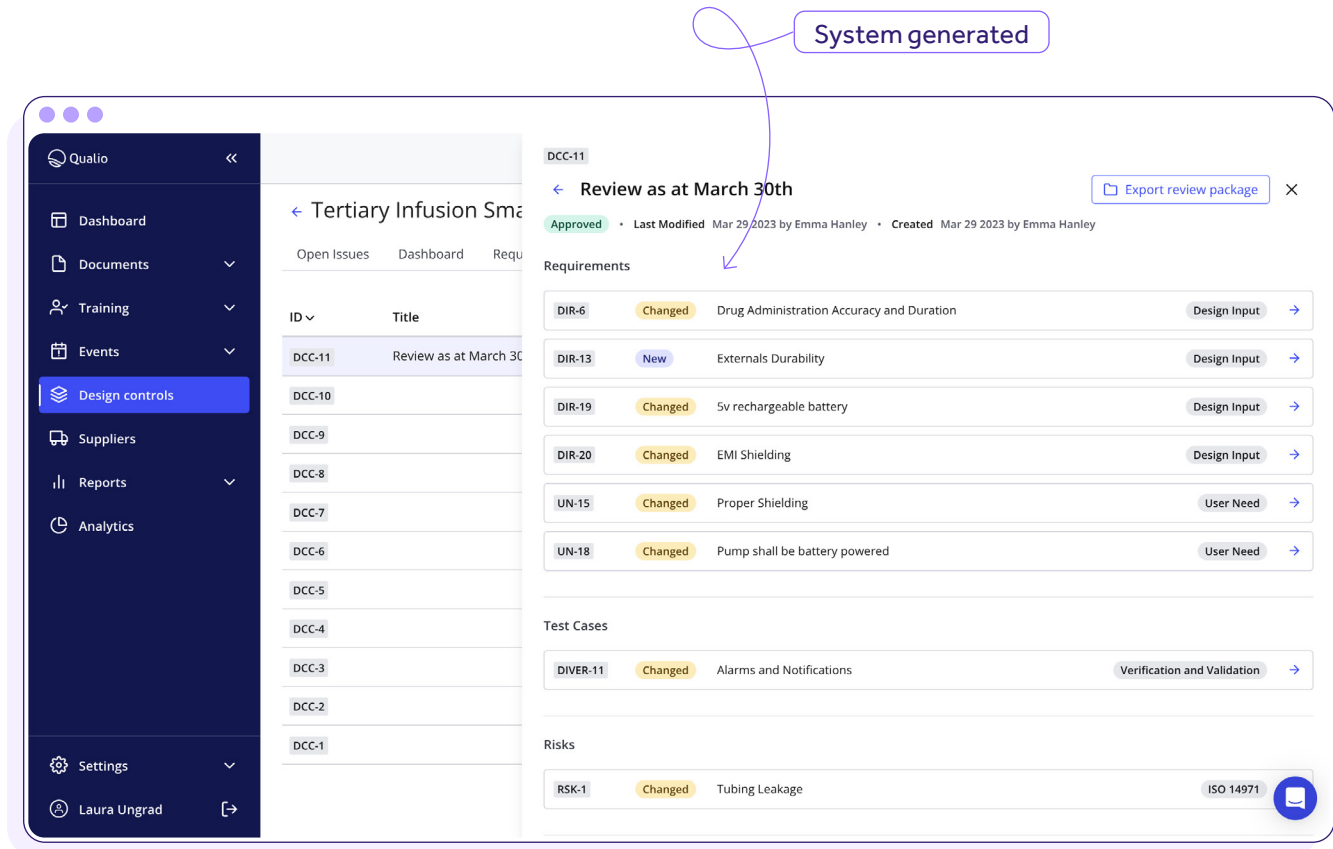 System generated
Qualio
Dashboard
Documents
Training
Events
Design controls
Suppliers
Reports
Analytics
Settings
Laura Ungrad
Tertiary Infusion Sma
Open Issues Dashboard Requ
ID Title
DCC-11 Review as at March 30
DCC-10
DCC-9
DCC-8
DCC-7
DCC-6
DCC-5
DCC-4
DCC-3
DCC-2
DCC-1
DCC-11
Review as at March 30th Export review package
Approved • Last Modified Mar 29 2023 by Emma Hanley • Created Mar 29 2023 by Emma Hanley
Requirements
DIR-6 Changed Drug Administration Accuracy and Duration Design Input
DIR-13 New Externals Durability Design Input
DIR-19 Changed 5v rechargeable battery Design Input
DIR-20 Changed EMI Shielding Design Input
UN-15 Changed Proper Shielding User Need
UN-18 Changed Pump shall be battery powered User Need
Test Cases
DIVER-11 Changed Alarms and Notifications Verification and Validation
Risks
RSK-1 Changed Tubing Leakage ISO 14971